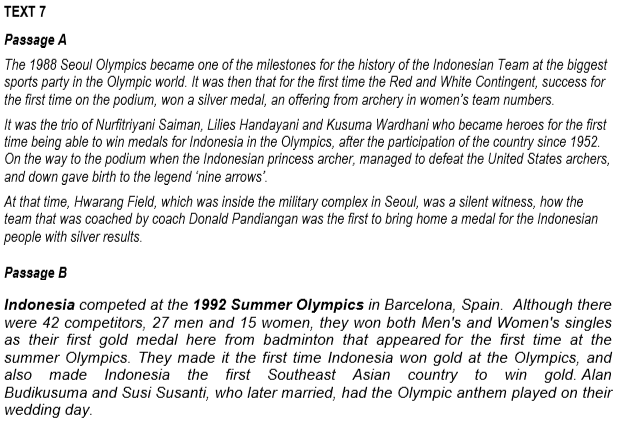 TEXT 7
Passage A
The 1988 Seoul Olympics became one of the milestones for the history of the Indonesian Team at the biggest
sports party in the Olympic world. It was then that for the first time the Red and White Contingent, success for
the first time on the podium, won a silver medal, an offering from archery in women's team numbers.
It was the trio of Nurfitriyani Saiman, Lilies Handayani and Kusuma Wardhani who became heroes for the first
time being able to win medals for Indonesia in the Olympics, after the participation of the country since 1952.
On the way to the podium when the Indonesian princess archer, managed to defeat the United States archers,
and down gave birth to the legend ‘nine arrows’.
At that time, Hwarang Field, which was inside the military complex in Seoul, was a silent witness, how the
team that was coached by coach Donald Pandiangan was the first to bring home a medal for the Indonesian
people with silver results.
Passage B
Indonesia competed at the 1992 Summer Olympics in Barcelona, Spain. Although there
were 42 competitors, 27 men and 15 women, they won both Men's and Women's singles
as their first gold medal here from badminton that appeared for the first time at the
summer Olympics. They made it the first time Indonesia won gold at the Olympics, and
also made Indonesia the first Southeast Asian country to win gold. Alan
Budikusuma and Susi Susanti, who later married, had the Olympic anthem played on their
wedding day.